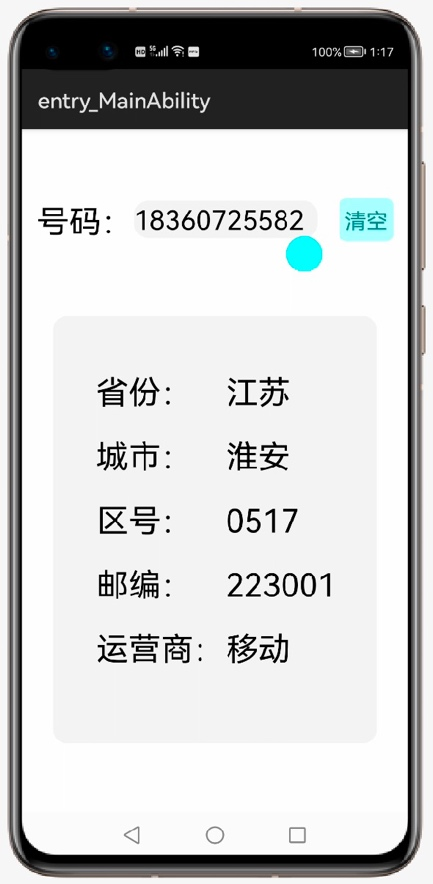 100% 1:17
entry_MainAbility
号码： 18360725582 清空
省份： 江苏
城市： 淮安
区号： 0517
邮编： 223001
运营商： 移动